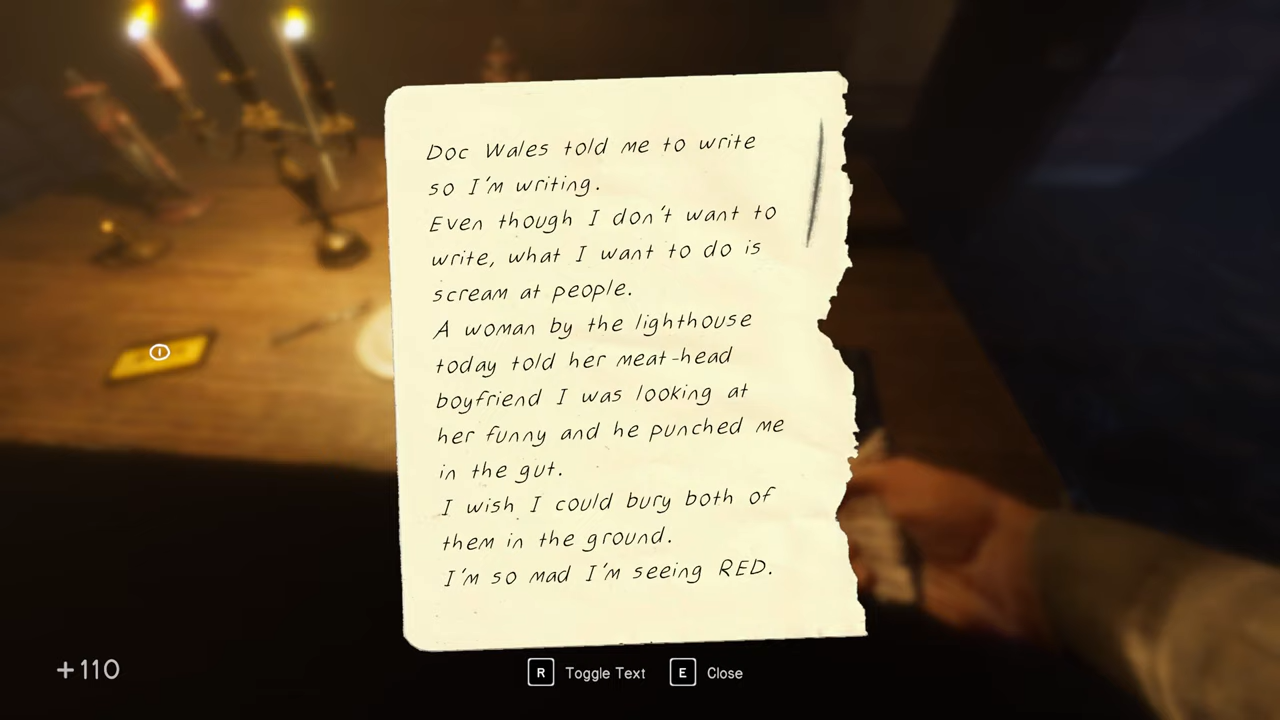 Doc Wales told me to write
so I'm writing.
Even though I don't want to
write, what I want to do is
scream at people.
A woman by the lighthouse
today told her meat-head
boyfriend I was looking at
her funny and he punched me
in the gut.
I wish I could bury both of
them in the ground.
I'm so mad I'm seeing RED.
+110
R Toggle Text E Close